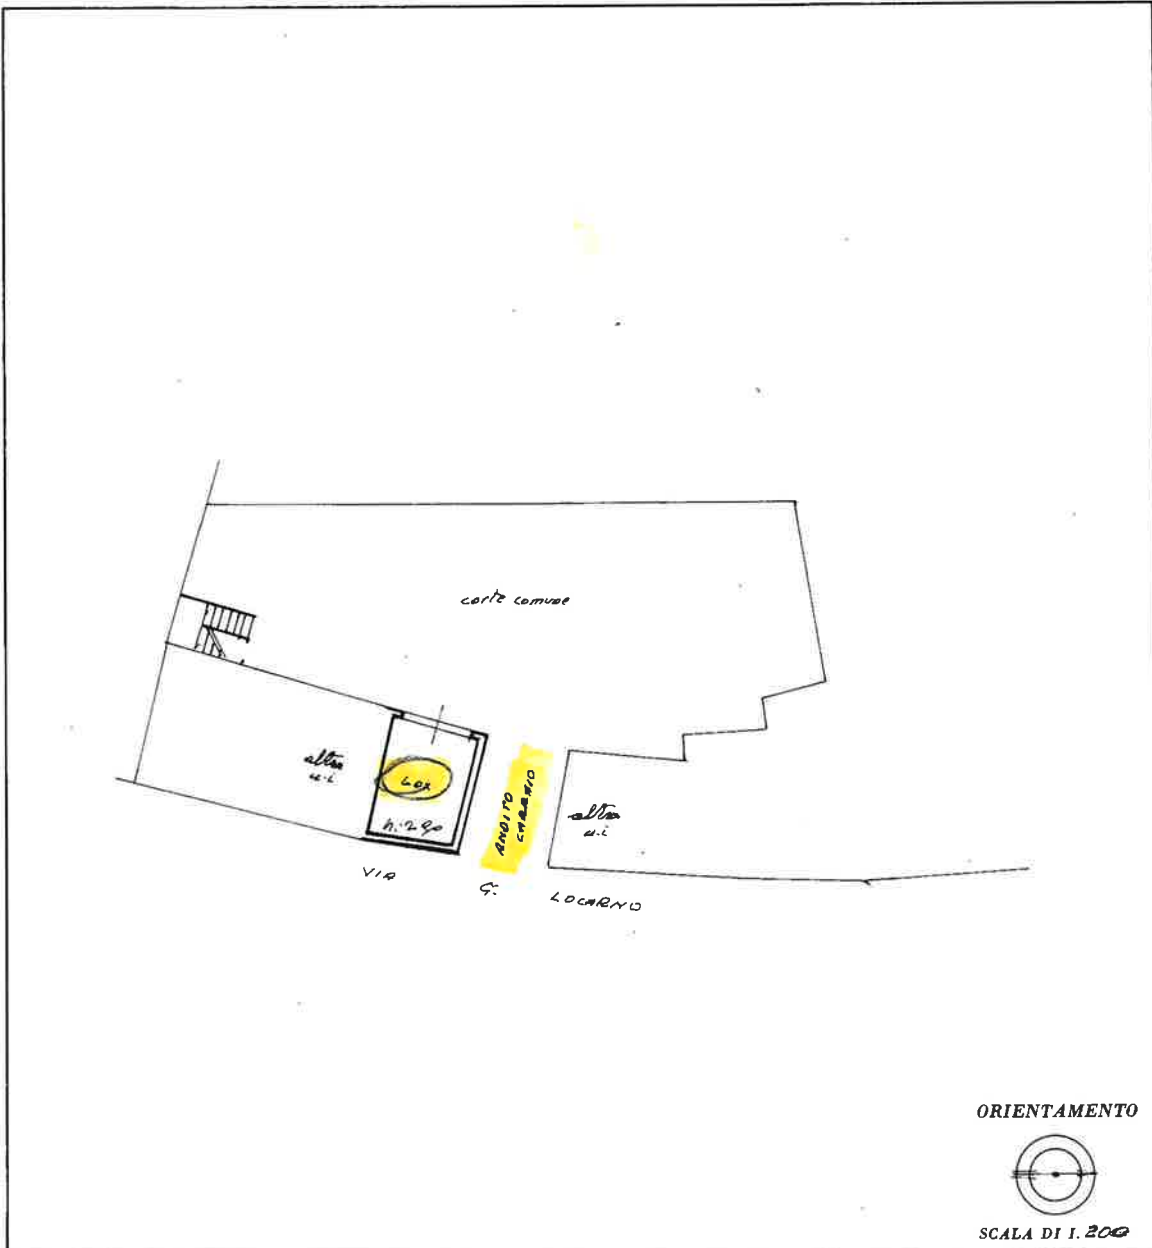 corte comune
altra
u.i
BOX
h: 2.90
ANDITO
CARRAIO
altra
u.i
VIA G. LOCARNO
ORIENTAMENTO
SCALA DI 1. 200